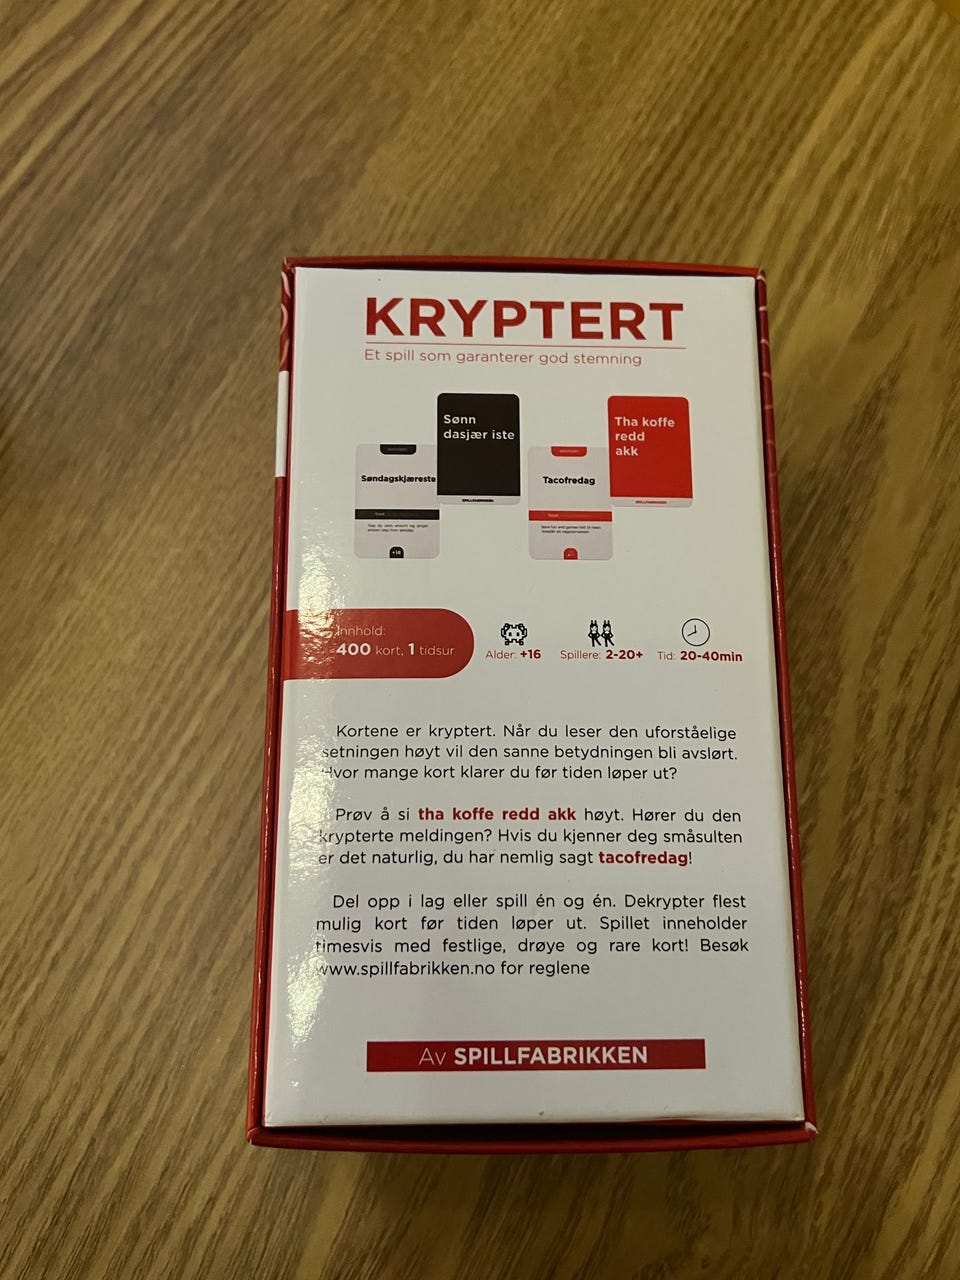 KRYPTERT
Et spill som garanterer god stemning
Sønn
dasjær iste
Søndagskjæreste
SPILLFABRIKKEN
+18
Tha koffe
redd
akk
Tacofredag
SPILLFABRIKKEN
Innhold:
400 kort, 1 tidsur
Alder: +16
Spillere: 2-20+
Tid: 20-40min
Kortene er kryptert. Når du leser den uforståelige
setningen høyt vil den sanne betydningen bli avslørt.
Hvor mange kort klarer du før tiden løper ut?
Prøv å si tha koffe redd akk høyt. Hører du den
krypterte meldingen? Hvis du kjenner deg småsulten
er det naturlig, du har nemlig sagt tacofredag!
Del opp i lag eller spill én og én. Dekrypter flest
mulig kort før tiden løper ut. Spillet inneholder
timesvis med festlige, drøye og rare kort! Besøk
www.spillfabrikken.no for reglene
Av SPILLFABRIKKEN